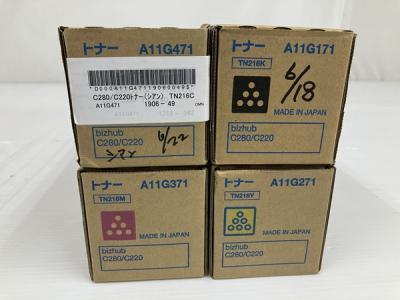 トナー A11G471
*D000A11G4711906004９S*
C280/C220トナー(シアン) TN216C
A11G471 1906-49
bizhub
C280/C220
6/22
シアン
トナー A11G171
TN216K
6/18
MADE IN JAPAN
bizhub
C280/C220
トナー A11G371
TN216M
MADE IN JAPAN
bizhub
C280/C220
トナー A11G271
TN216Y
MADE IN JAPAN
bizhub
C280/C220